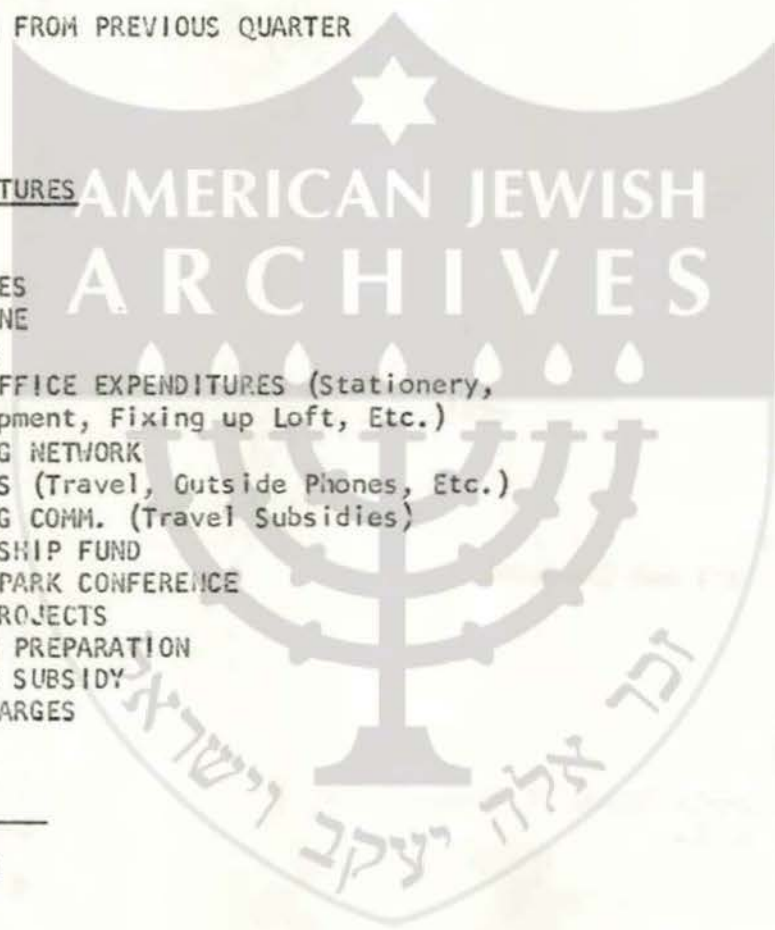 FROM PREVIOUS QUARTER
TURES
AMERICAN JEWISH
ARCHIVES
ES
NE
FFICE EXPENDITURES (Stationery,
pment, Fixing up Loft, Etc.)
G NETWORK
S (Travel, Outside Phones, Etc.)
G COMM. (Travel Subsidies)
SHIP FUND
PARK CONFERENCE
ROJECTS
PREPARATION
SUBSIDY
ARGES
זכר אלה יעקב וישראל